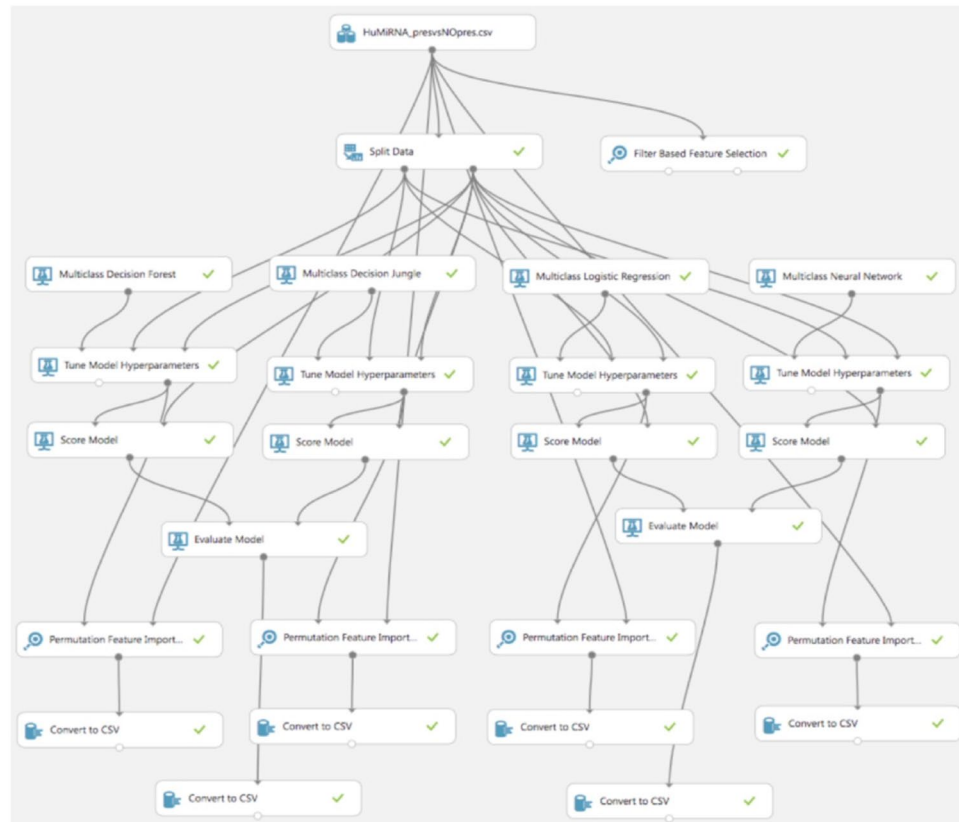 HuMiRNA_presvsNOpres.csv
Split Data
Filter Based Feature Selection
Multiclass Decision Forest
Multiclass Decision Jungle
Multiclass Logistic Regression
Multiclass Neural Network
Tune Model Hyperparameters
Tune Model Hyperparameters
Tune Model Hyperparameters
Tune Model Hyperparameters
Score Model
Score Model
Score Model
Score Model
Evaluate Model
Evaluate Model
Permutation Feature Import...
Permutation Feature Import...
Permutation Feature Import...
Permutation Feature Import...
Convert to CSV
Convert to CSV
Convert to CSV
Convert to CSV
Convert to CSV
Convert to CSV